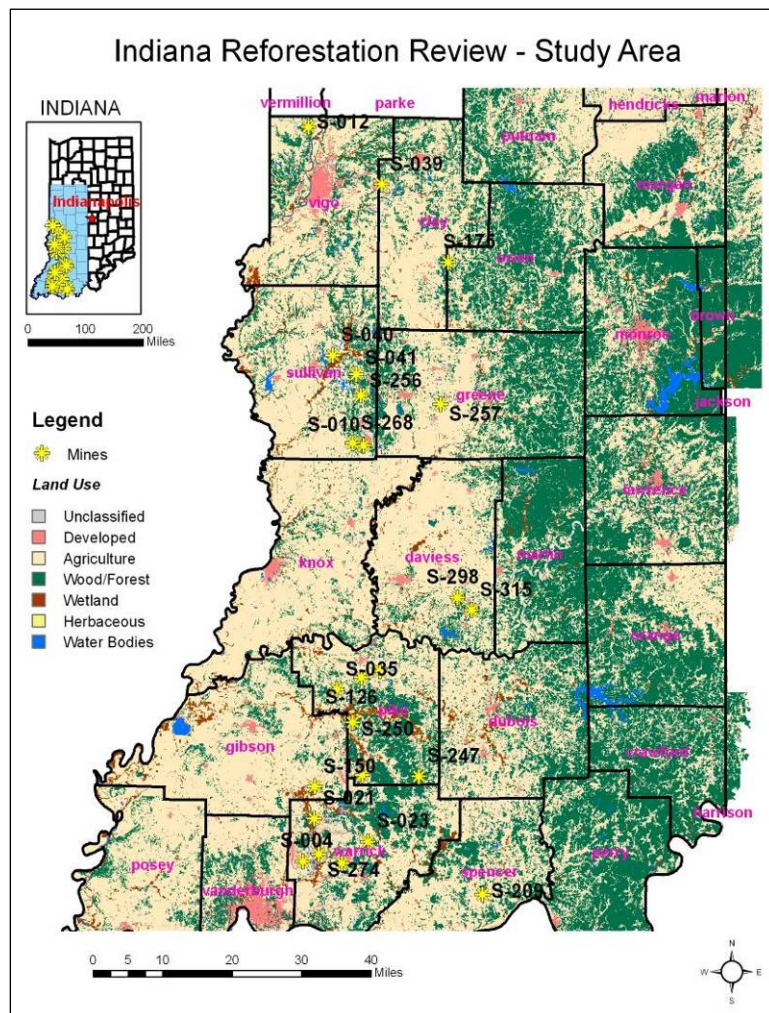 Indiana Reforestation Review - Study Area
INDIANA
Indianapolis
0 100 200
Miles
Legend
Mines
Land Use
Unclassified
Developed
Agriculture
Wood/Forest
Wetland
Herbaceous
Water Bodies
vermillion
parke
putnam
hendricks
marion
S-012
S-039
morgan
vigo
clay
S-175
owen
S-040
S-041
sullivan
S-256
greene
S-257
monroe
brown
jackson
S-010
S-268
lawrence
knox
daviess
martin
S-298
S-315
orange
S-035
S-126
pike
S-250
dubois
gibson
S-150
S-247
crawford
S-021
S-023
harrison
S-004
warrick
S-274
posey
vanderburgh
spencer
S-209
perry
0 5 10 20 30 40
Miles
N
W E
S